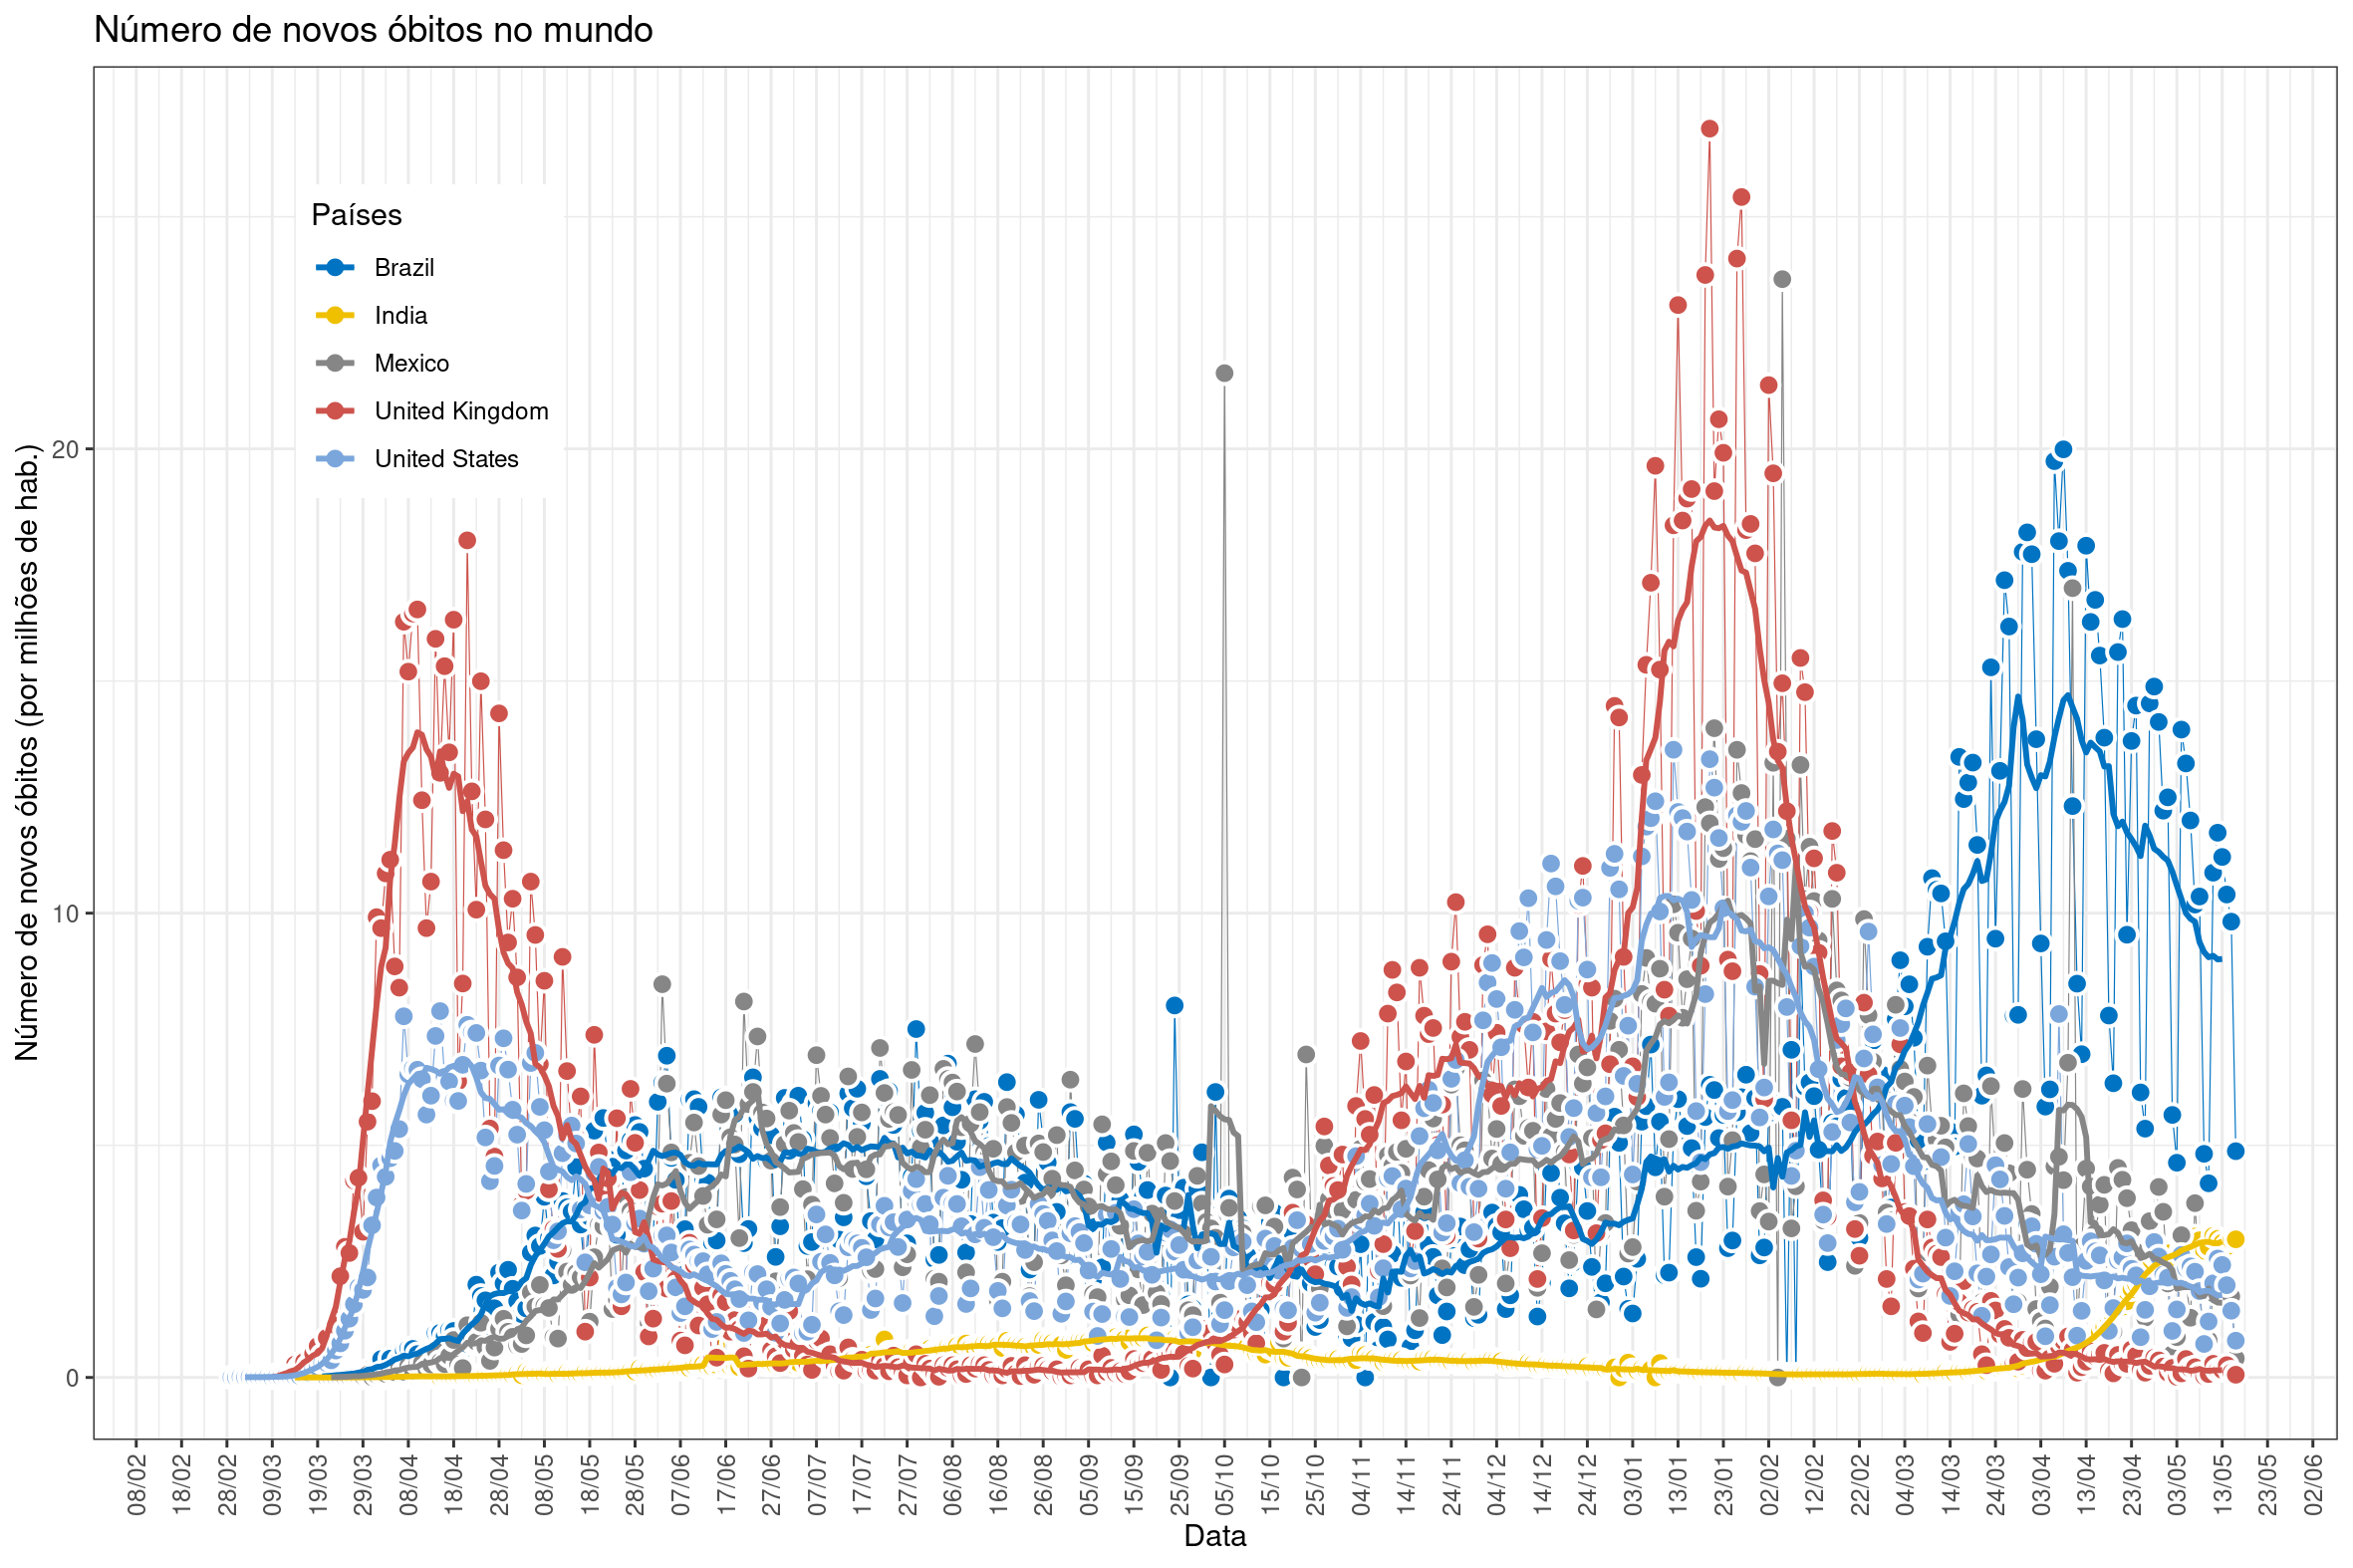 Número de novos óbitos no mundo
Países
Brazil
India
Mexico
United Kingdom
United States
Número de novos óbitos (por milhões de hab.)
20
10
0
08/02 18/02 28/02 09/03 19/03 29/03 08/04 18/04 28/04 08/05 18/05 28/05 07/06 17/06 27/06 07/07 17/07 27/07 06/08 16/08 26/08 05/09 15/09 25/09 05/10 15/10 25/10 04/11 14/11 24/11 04/12 14/12 24/12 03/01 13/01 23/01 02/02 12/02 22/02 04/03 14/03 24/03 03/04 13/04 23/04 03/05 13/05 23/05 02/06
Data